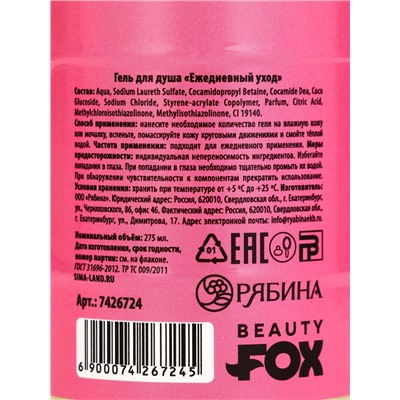 Гель для душа «Ежедневный уход»
Состав: Aqua, Sodium Laureth Sulfate, Cocamidopropyl Betaine, Cocamide Dea, Coco
Glucoside, Sodium Chloride, Styrene-acrylate Copolymer, Parfum, Citric Acid,
Methylchloroisothiazolinone, Methylisothiazolinone, CI 19140.
Способ применения: нанесите необходимое количество геля на влажную кожу
или мочалку, вспеньте, помассируйте кожу круговыми движениями и смойте тёплой
водой. Частота применения: подходит для ежедневного применения. Меры
предосторожности: индивидуальная непереносимость ингредиентов. Избегайте
попадания в глаза. При попадании в глаза необходимо тщательно промыть их водой.
При обнаружении чувствительности к компонентам прекратить использование.
Условия хранения: хранить при температуре от +5 °C до +25 °C. Изготовитель:
ООО «Рябина». Юридический адрес: Россия, Свердловская обл., г. Екатеринбург,
ул. Черняховского, 86, офис 46. Фактический адрес: Россия, Свердловская обл.,
г. Екатеринбург, ул. Димитрова, 17. Адрес эл. почты: info@ryabinaekb.ru
Номинальный объём: 275 мл.
Дата изготовления, срок годности,
номер партии: см. на флаконе.
ГОСТ 31696-2012. ТР ТС 009/2011
SIMA-LAND.RU
Арт.: 7426724
6 900074 267245
01
EAC
РЯБИНА
BEAUTY
FOX